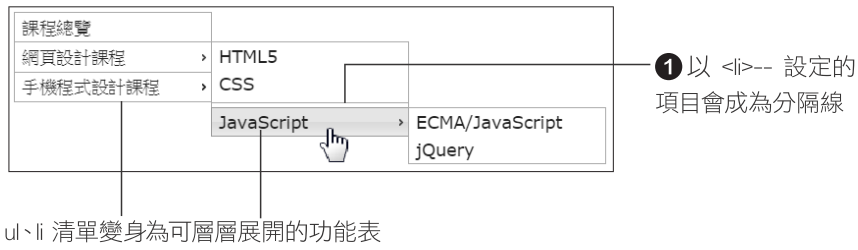 課程總覽
網頁設計課程 ›
手機程式設計課程 ›
HTML5
CSS
JavaScript ›
ECMA/JavaScript
jQuery
❶ 以 <li>-- 設定的
項目會成為分隔線
ul、li 清單變身為可層層展開的功能表